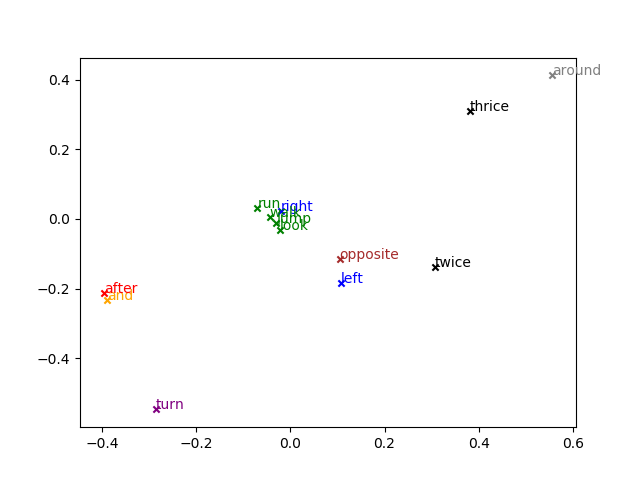 around
0.4
thrice
0.2
run
right
walk
0.0
jump
look
opposite
twice
−0.2
left
after
and
−0.4
turn
−0.4
−0.2
0.0
0.2
0.4
0.6